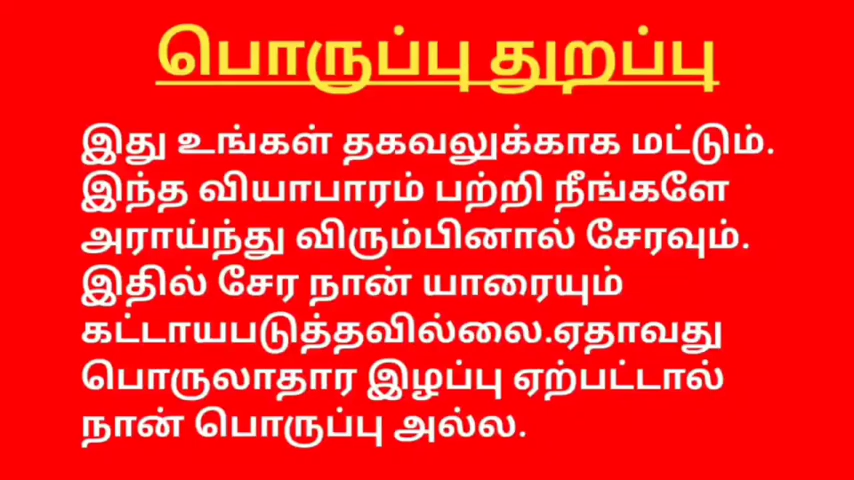 பொருப்பு துறப்பு
இது உங்கள் தகவலுக்காக மட்டும்.
இந்த வியாபாரம் பற்றி நீங்களே
அராய்ந்து விரும்பினால் சேரவும்.
இதில் சேர நான் யாரையும்
கட்டாயபடுத்தவில்லை.ஏதாவது
பொருலாதார இழப்பு ஏற்பட்டால்
நான் பொருப்பு அல்ல.